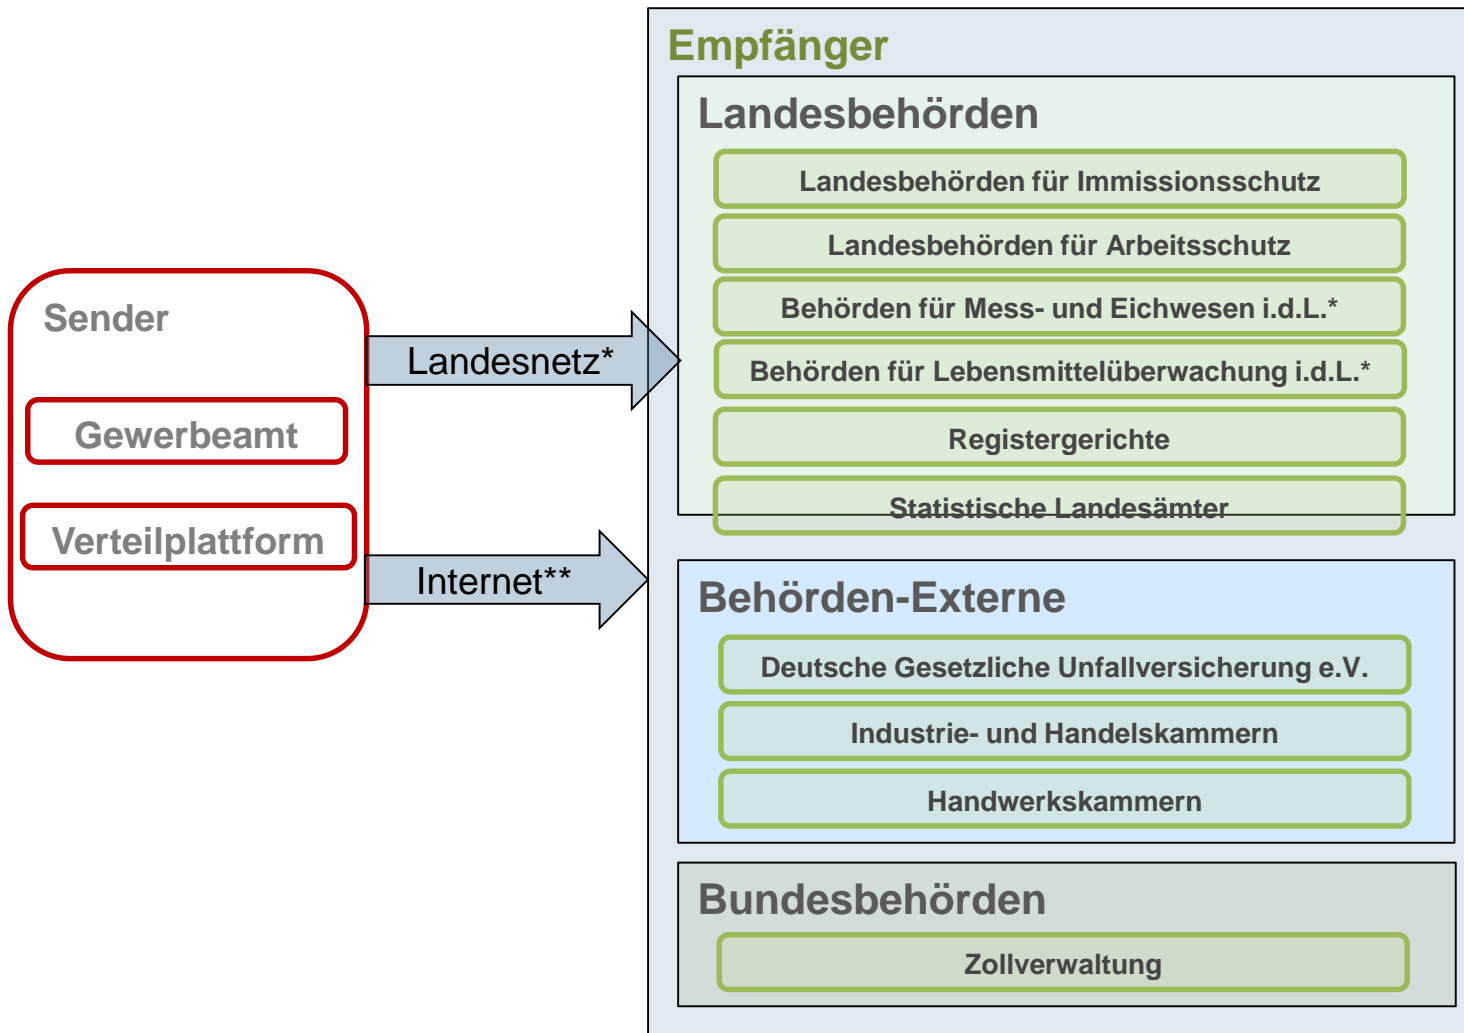 Sender
Gewerbeamt
Verteilplattform
Landesnetz*
Internet**
Empfänger
Landesbehörden
Landesbehörden für Immissionsschutz
Landesbehörden für Arbeitsschutz
Behörden für Mess- und Eichwesen i.d.L.*
Behörden für Lebensmittelüberwachung i.d.L.*
Registergerichte
Statistische Landesämter
Behörden-Externe
Deutsche Gesetzliche Unfallversicherung e.V.
Industrie- und Handelskammern
Handwerkskammern
Bundesbehörden
Zollverwaltung